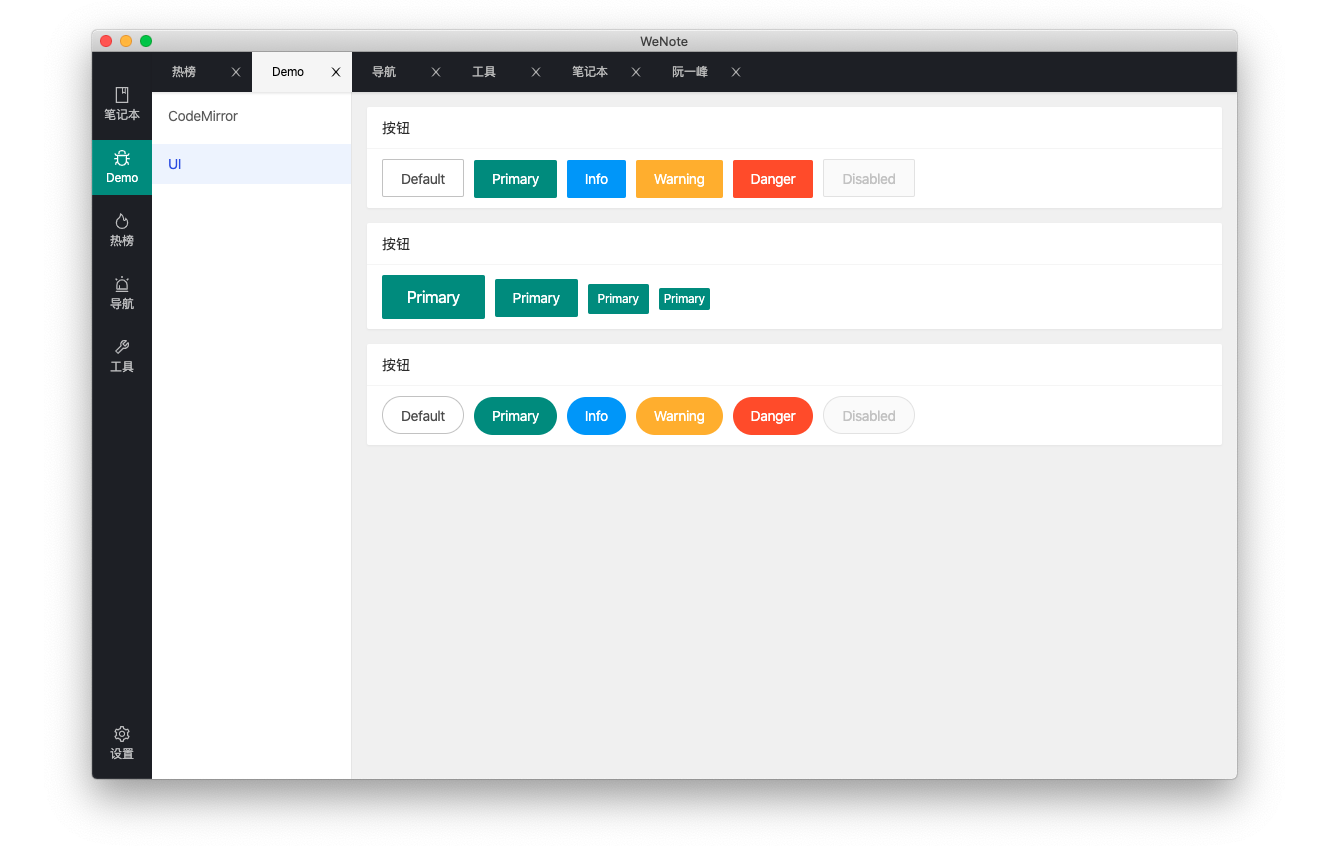 WeNote
热榜 X Demo X 导航 X 工具 X 笔记本 X 阮一峰 X
笔记本
Demo
热榜
导航
工具
设置
CodeMirror
UI
按钮
Default Primary Info Warning Danger Disabled
按钮
Primary Primary Primary Primary
按钮
Default Primary Info Warning Danger Disabled